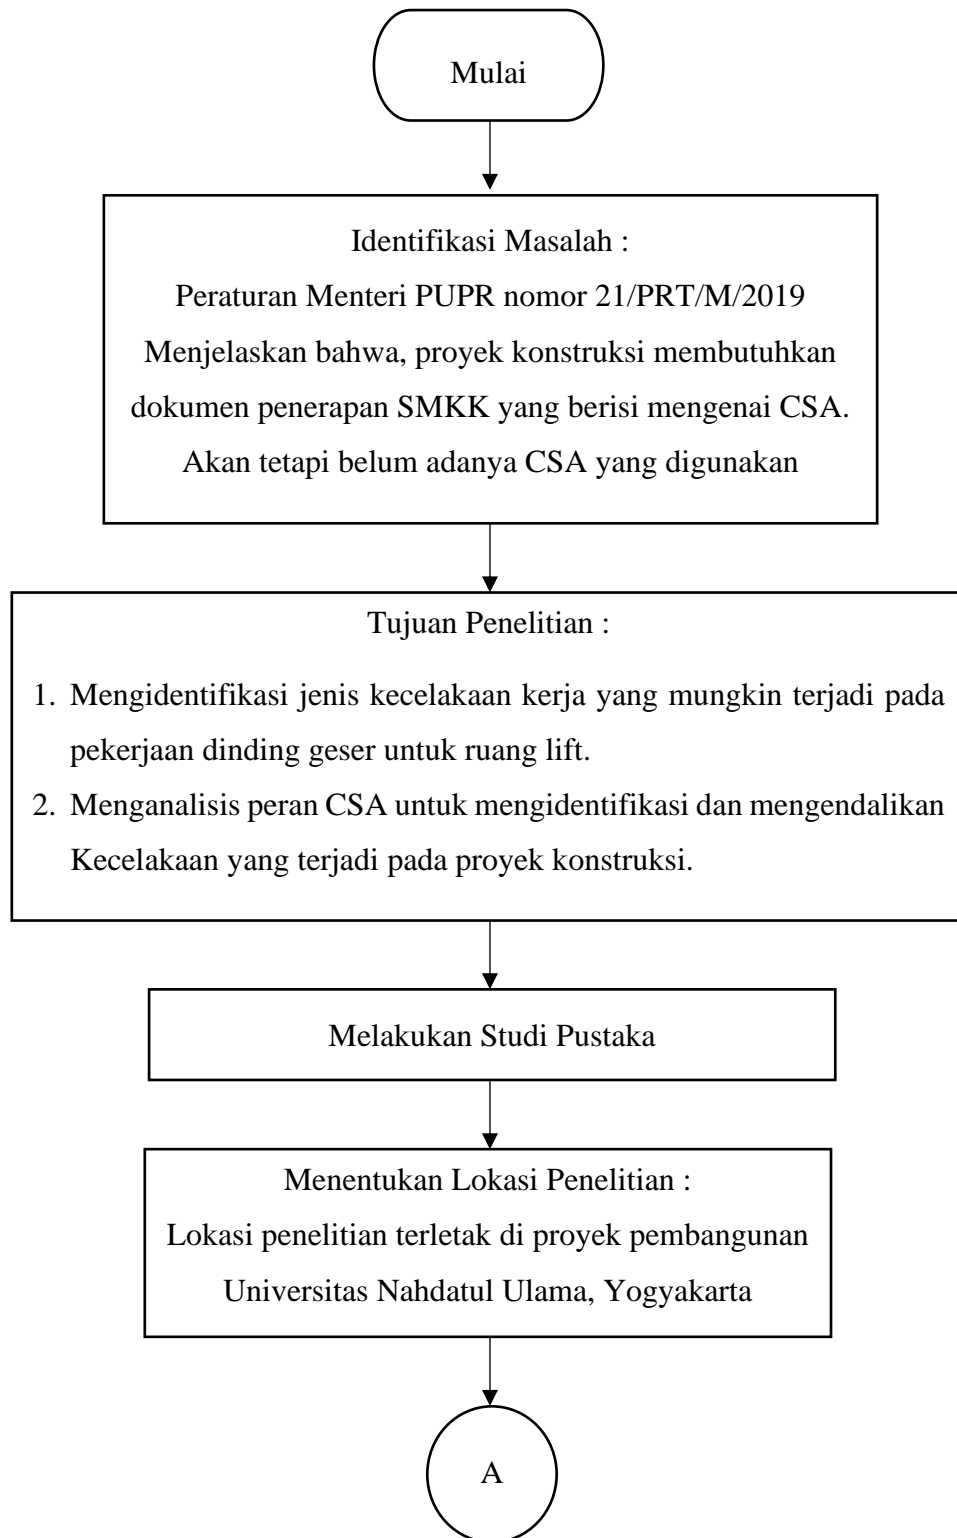 Mulai
Identifikasi Masalah :
Peraturan Menteri PUPR nomor 21/PRT/M/2019
Menjelaskan bahwa, proyek konstruksi membutuhkan
dokumen penerapan SMKK yang berisi mengenai CSA.
Akan tetapi belum adanya CSA yang digunakan
Tujuan Penelitian :
1. Mengidentifikasi jenis kecelakaan kerja yang mungkin terjadi pada
pekerjaan dinding geser untuk ruang lift.
2. Menganalisis peran CSA untuk mengidentifikasi dan mengendalikan
Kecelakaan yang terjadi pada proyek konstruksi.
Melakukan Studi Pustaka
Menentukan Lokasi Penelitian :
Lokasi penelitian terletak di proyek pembangunan
Universitas Nahdatul Ulama, Yogyakarta
A